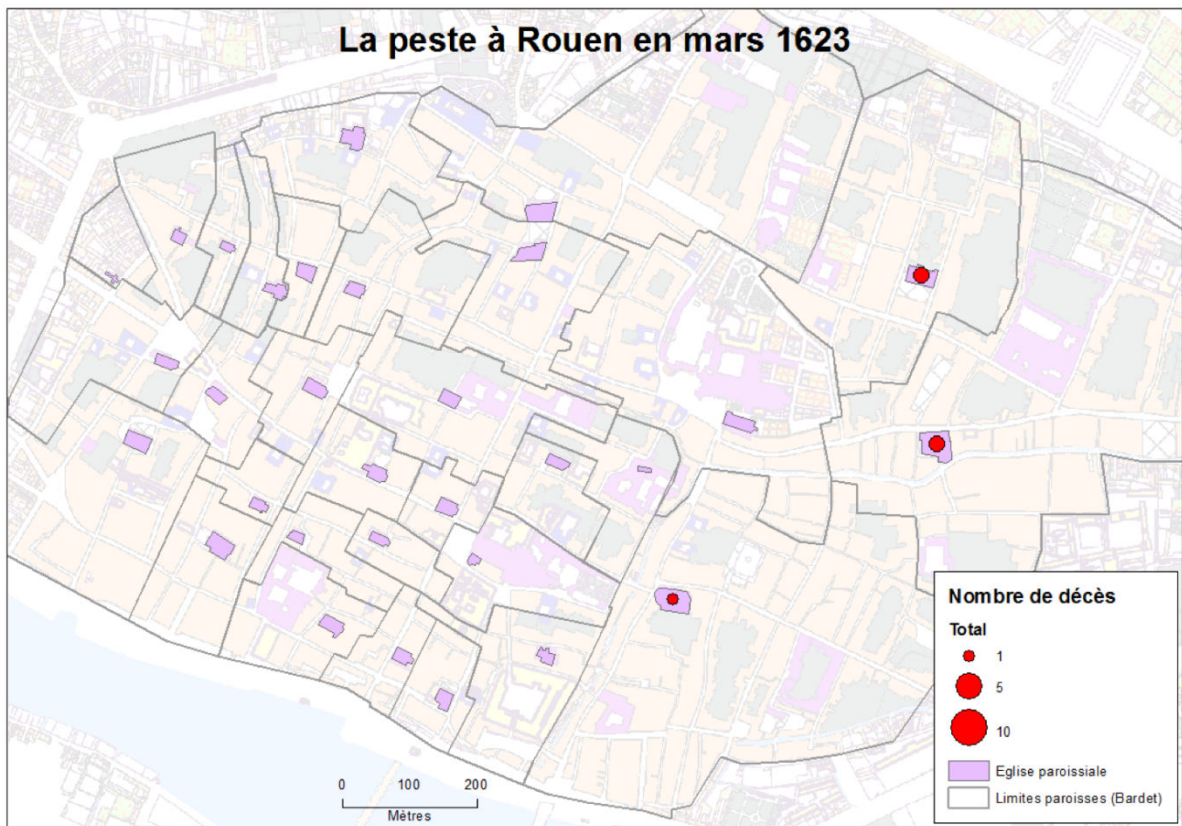 La peste à Rouen en mars 1623
Nombre de décès
Total
1
5
10
Eglise paroissiale
Limites paroisses (Bardet)
0 100 200
Mètres